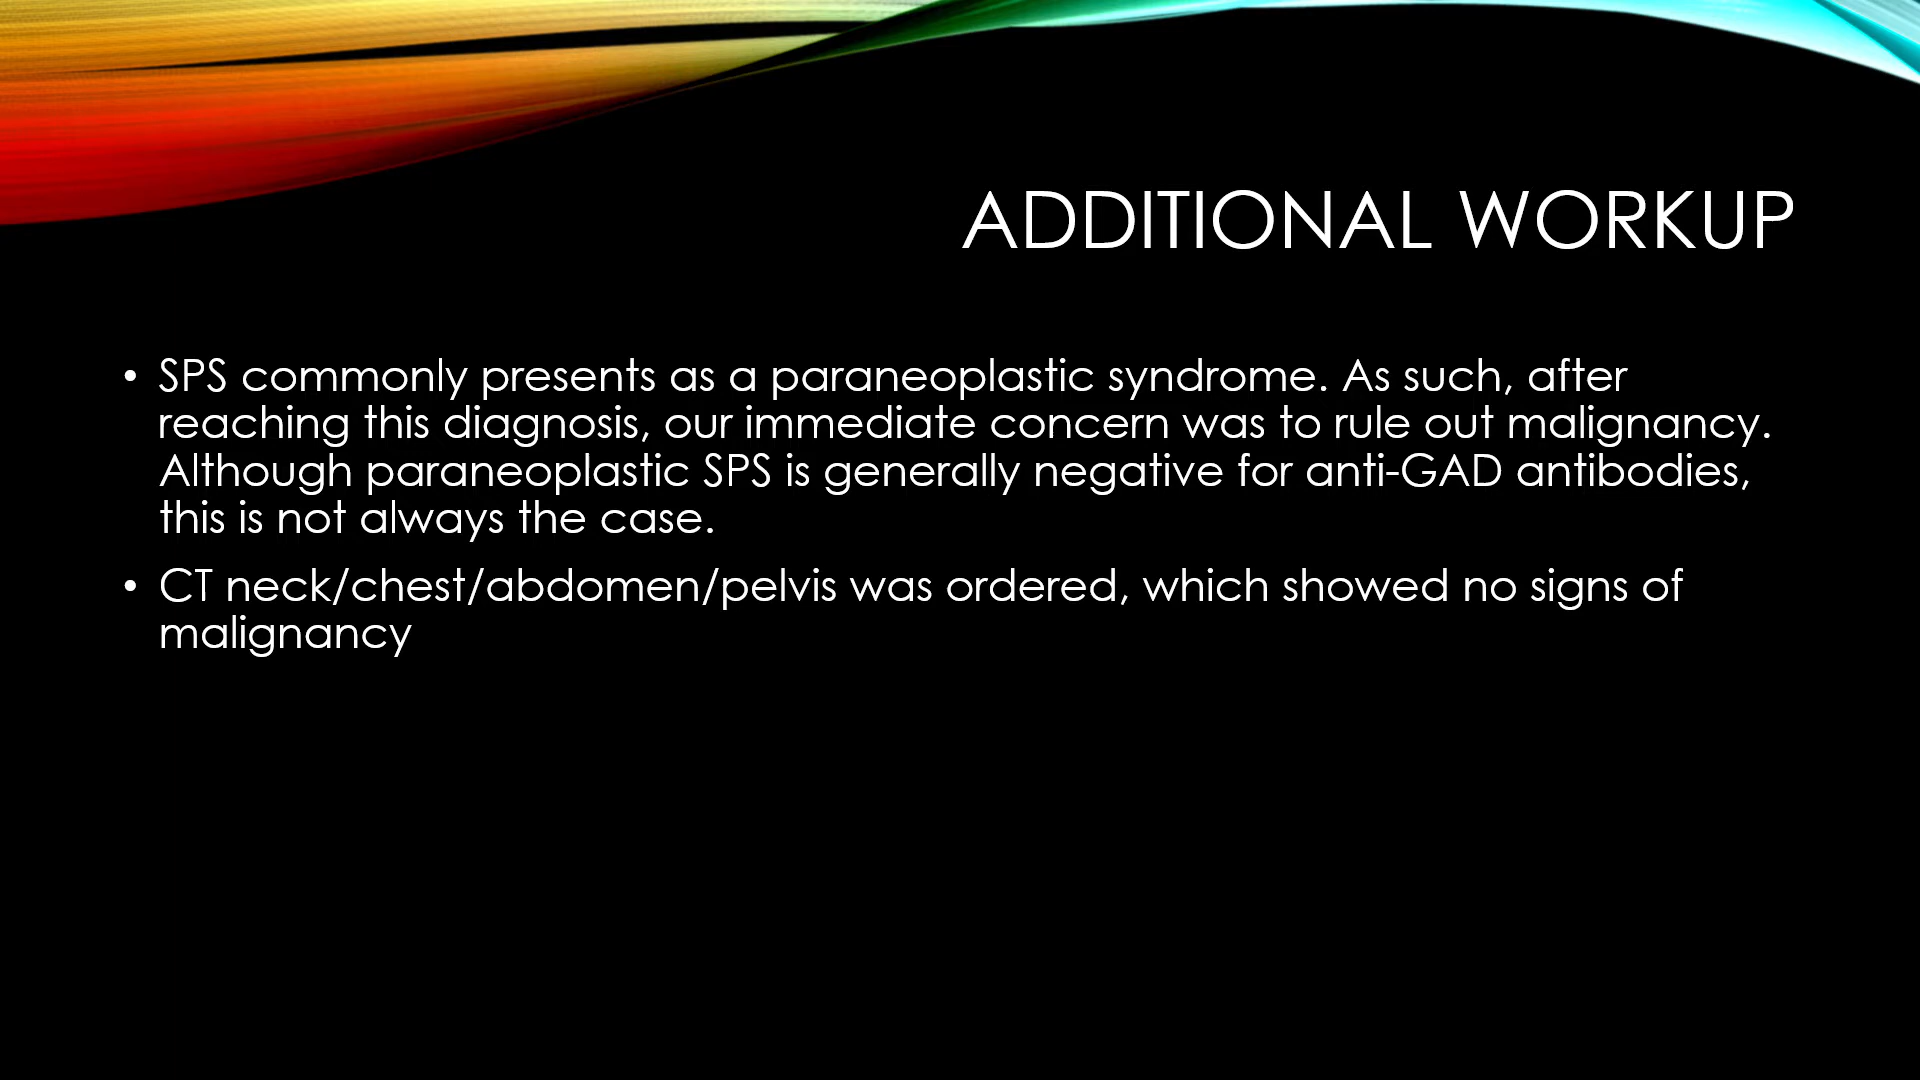 ADDITIONAL WORKUP
• SPS commonly presents as a paraneoplastic syndrome. As such, after
reaching this diagnosis, our immediate concern was to rule out malignancy.
Although paraneoplastic SPS is generally negative for anti-GAD antibodies,
this is not always the case.
• CT neck/chest/abdomen/pelvis was ordered, which showed no signs of
malignancy